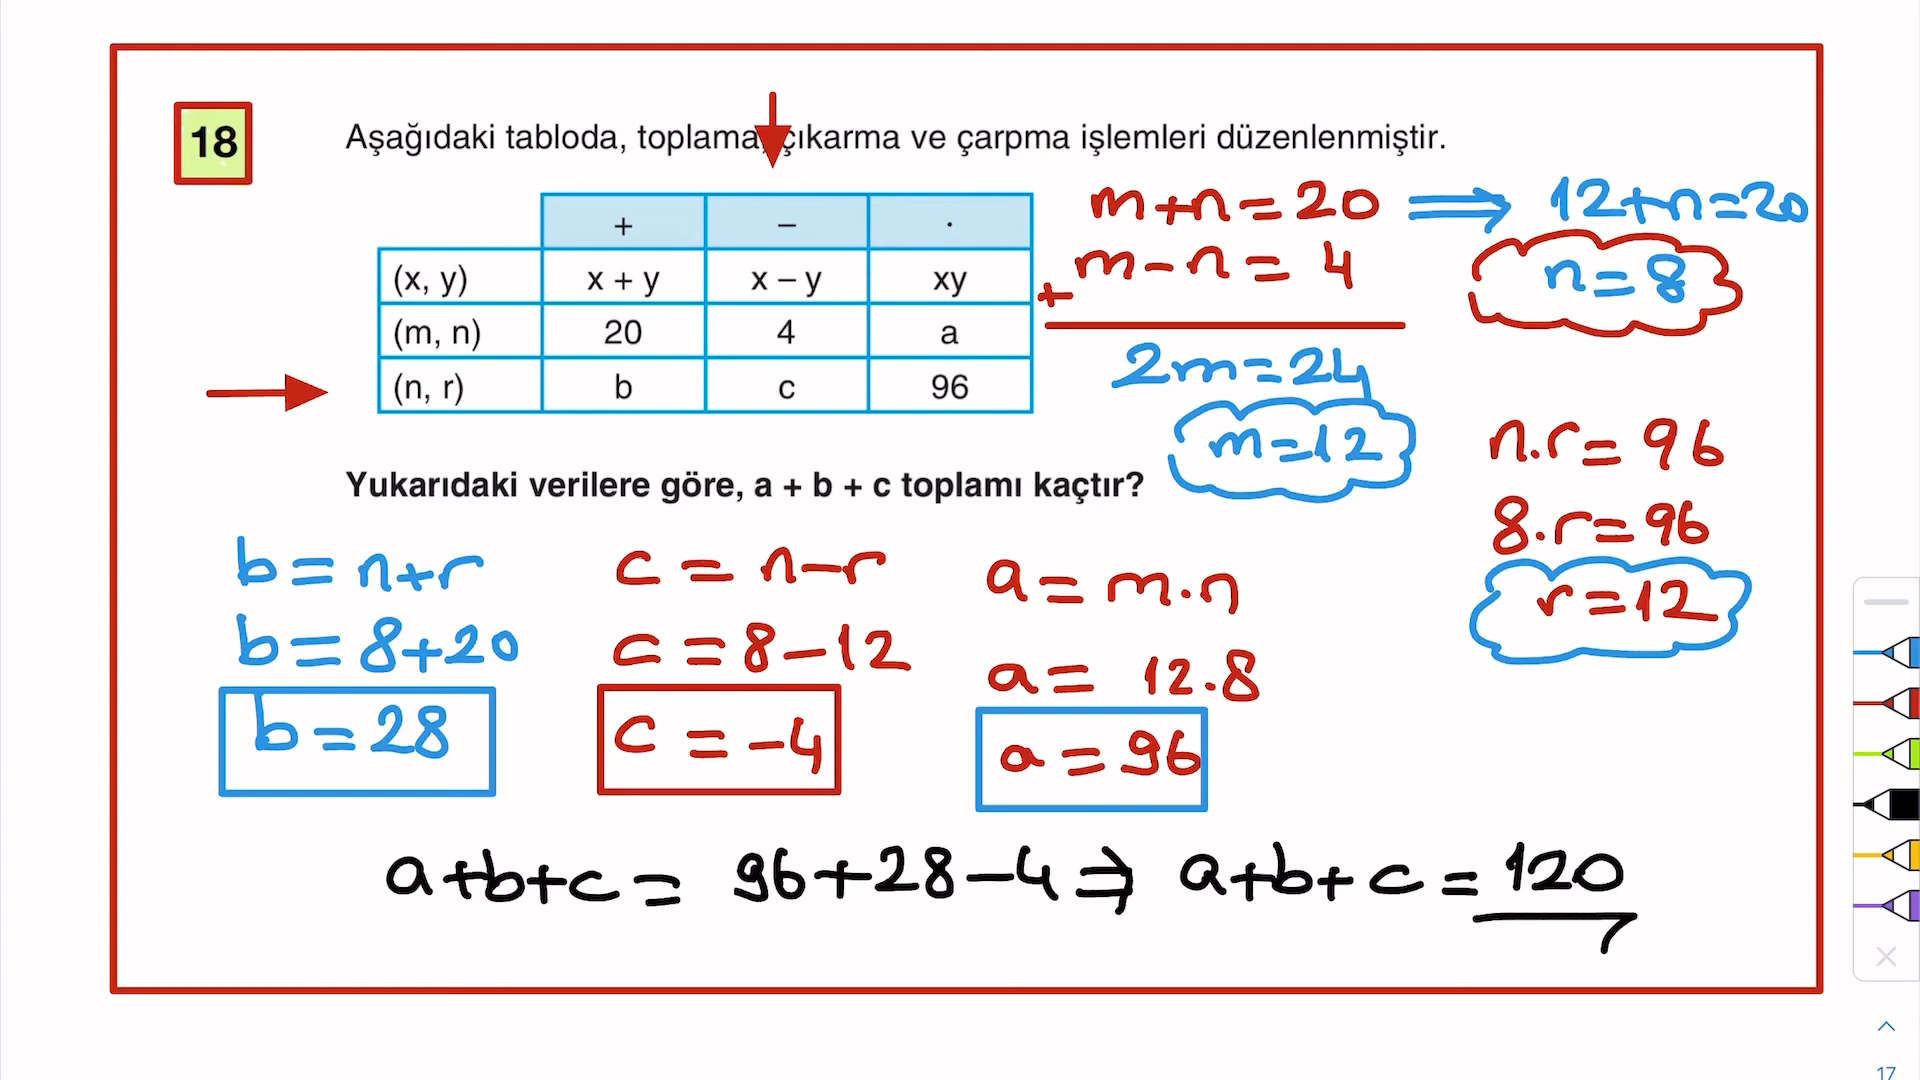 18
Aşağıdaki tabloda, toplama, çıkarma ve çarpma işlemleri düzenlenmiştir.
+ − ·
(x, y) x + y x − y xy
(m, n) 20 4 a
(n, r) b c 96
m+n=20 ⟹ 12+n=20
m-n=4 n=8
+
2m=24
m=12
n.r=96
8.r=96
r=12
Yukarıdaki verilere göre, a + b + c toplamı kaçtır?
b=n+r c=n-r a=m.n
b=8+20 c=8-12 a=12.8
b=28 c=-4 a=96
a+b+c=96+28-4⇒ a+b+c=120
17